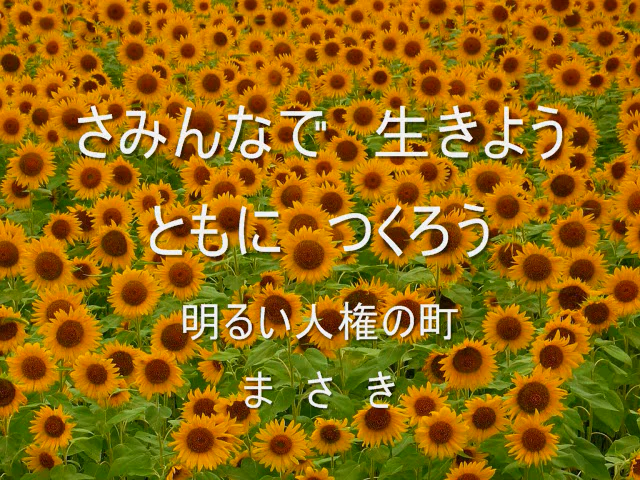 さみんなで　生きよう
ともに　つくろう
明るい人権の町
ま　さ　き